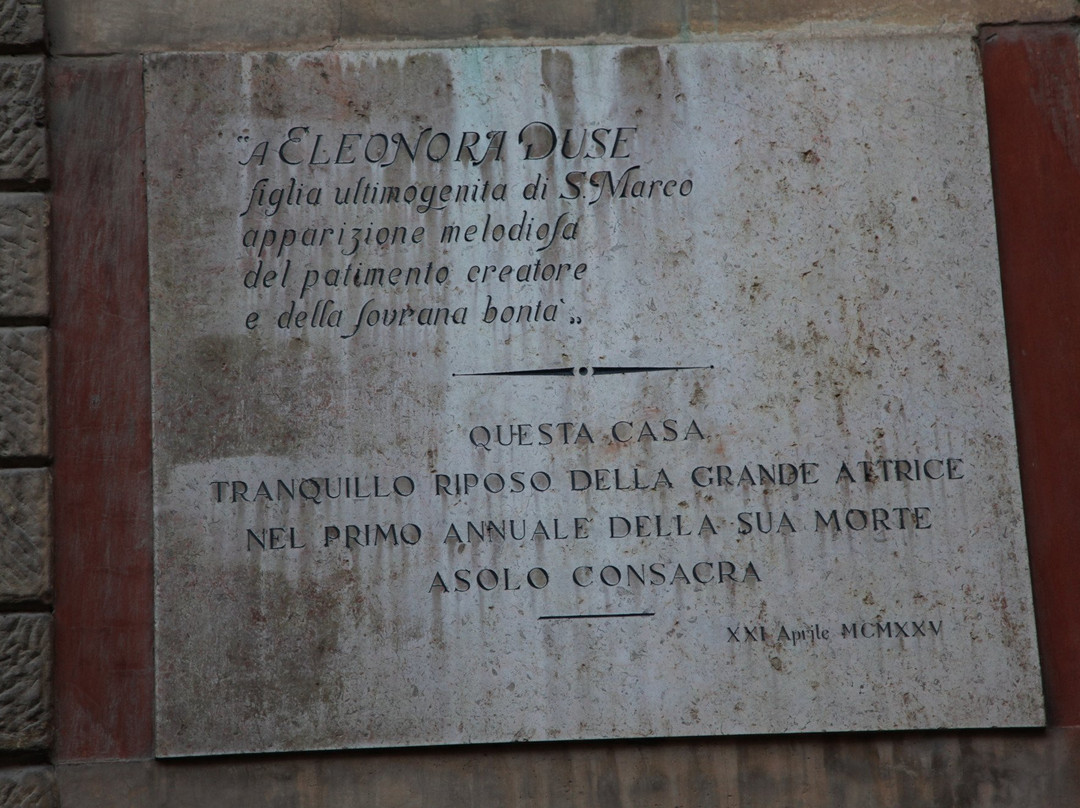 “A ELEONORA DUSE
figlia ultimogenita di S. Marco
apparizione melodioſa
del patimento creatore
e della ſovrana bontà „
QUESTA CASA
TRANQUILLO RIPOSO DELLA GRANDE ATTRICE
NEL PRIMO ANNUALE DELLA SUA MORTE
ASOLO CONSACRA
XXI Aprile MCMXXV